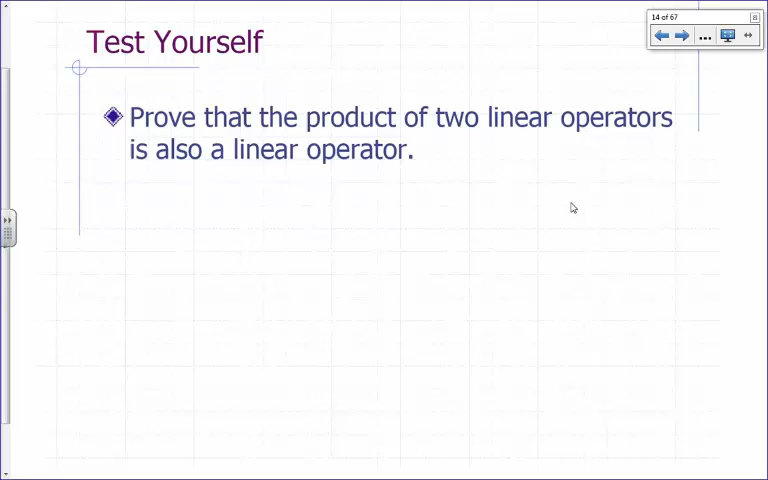 14 of 67
Test Yourself
Prove that the product of two linear operators
is also a linear operator.